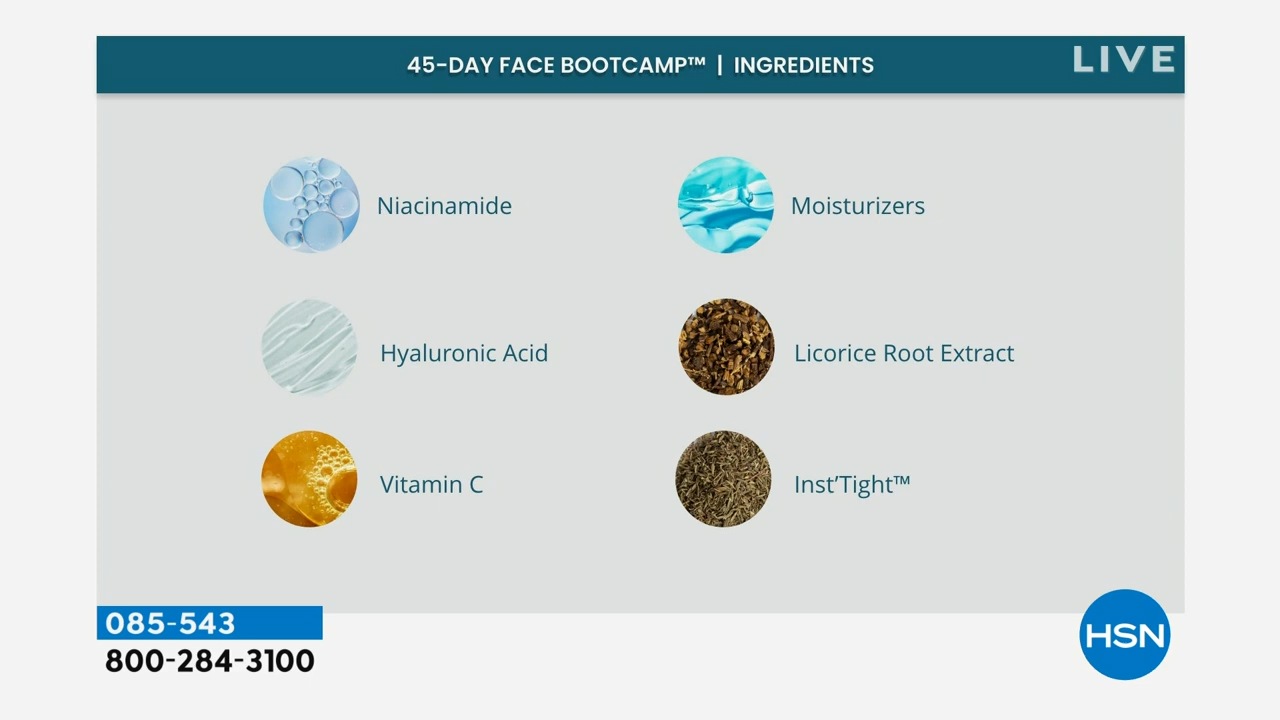 45-DAY FACE BOOTCAMP™ | INGREDIENTS
LIVE
Niacinamide
Moisturizers
Hyaluronic Acid
Licorice Root Extract
Vitamin C
Inst’Tight™
085-543
800-284-3100
HSN